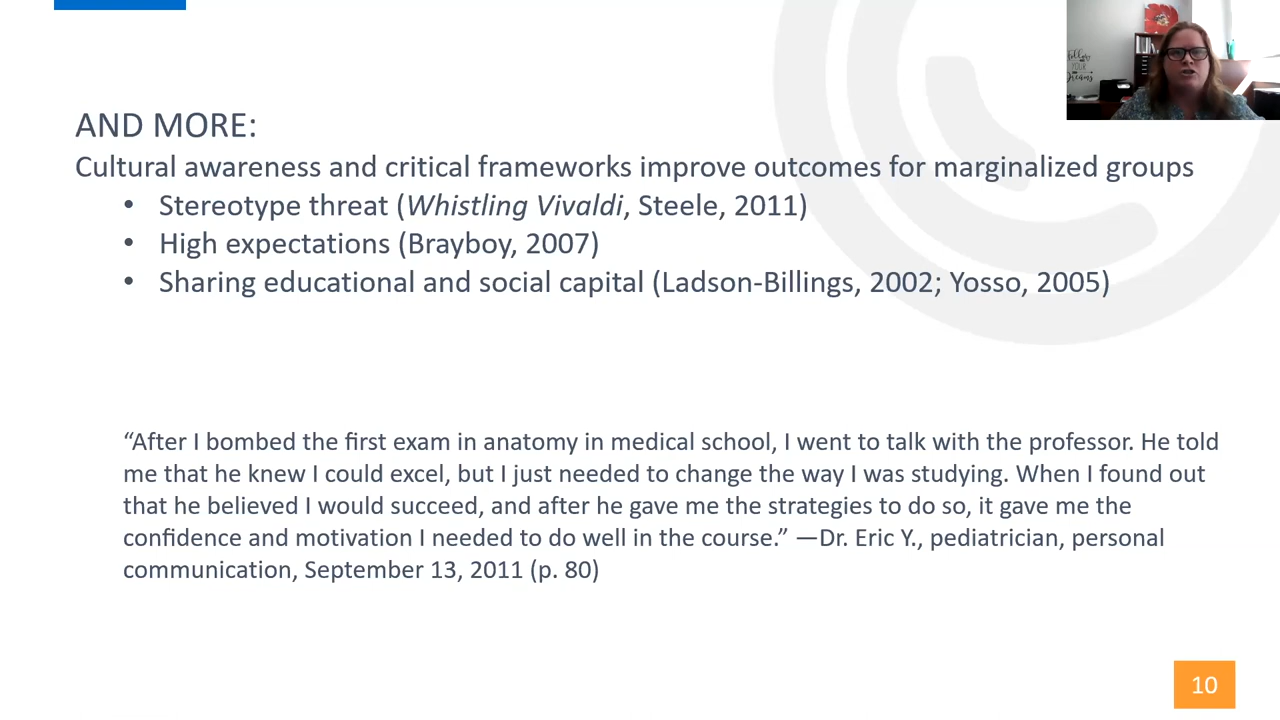 AND MORE:
Cultural awareness and critical frameworks improve outcomes for marginalized groups
• Stereotype threat (Whistling Vivaldi, Steele, 2011)
• High expectations (Brayboy, 2007)
• Sharing educational and social capital (Ladson-Billings, 2002; Yosso, 2005)
“After I bombed the first exam in anatomy in medical school, I went to talk with the professor. He told
me that he knew I could excel, but I just needed to change the way I was studying. When I found out
that he believed I would succeed, and after he gave me the strategies to do so, it gave me the
confidence and motivation I needed to do well in the course.” —Dr. Eric Y., pediatrician, personal
communication, September 13, 2011 (p. 80)
10
follow
YOUR
Dreams